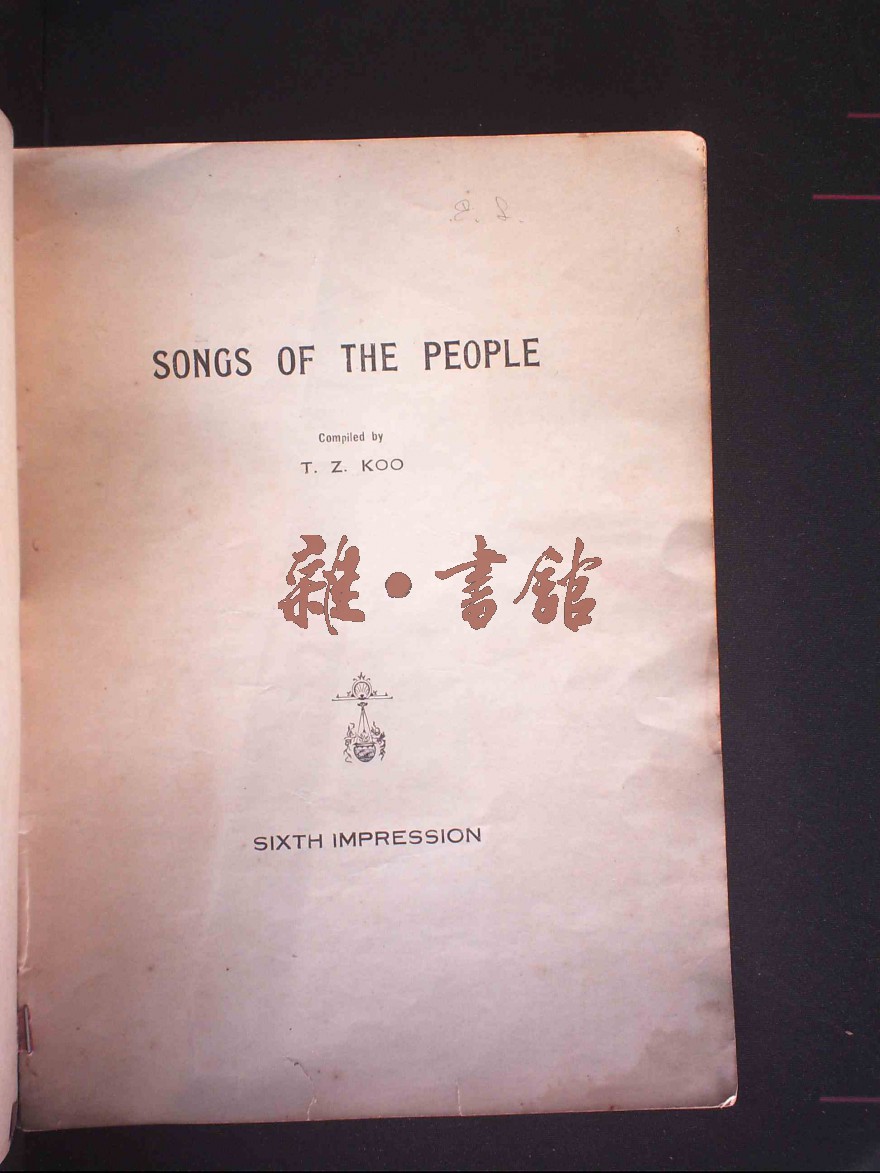 SONGS OF THE PEOPLE
Compiled by
T. Z. KOO
雜·書館
SIXTH IMPRESSION